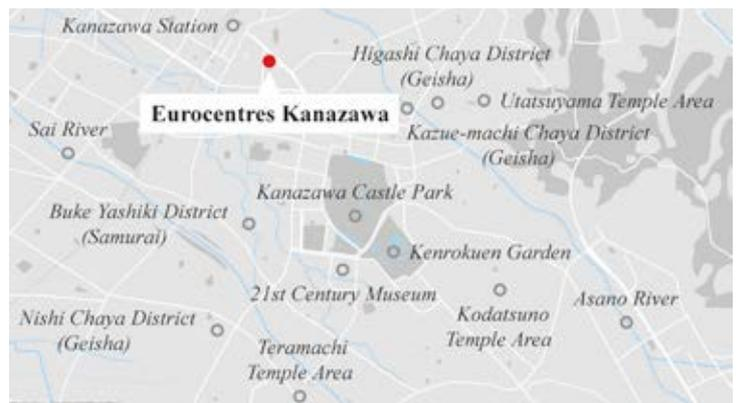 Kanazawa Station
Higashi Chaya District
(Geisha)
Eurocentres Kanazawa
Utatsuyama Temple Area
Sai River
Kazue-machi Chaya District
(Geisha)
Kanazawa Castle Park
Buke Yashiki District
(Samurai)
Kenrokuen Garden
21st Century Museum
Asano River
Nishi Chaya District
(Geisha)
Kodatsuno
Temple Area
Teramachi
Temple Area